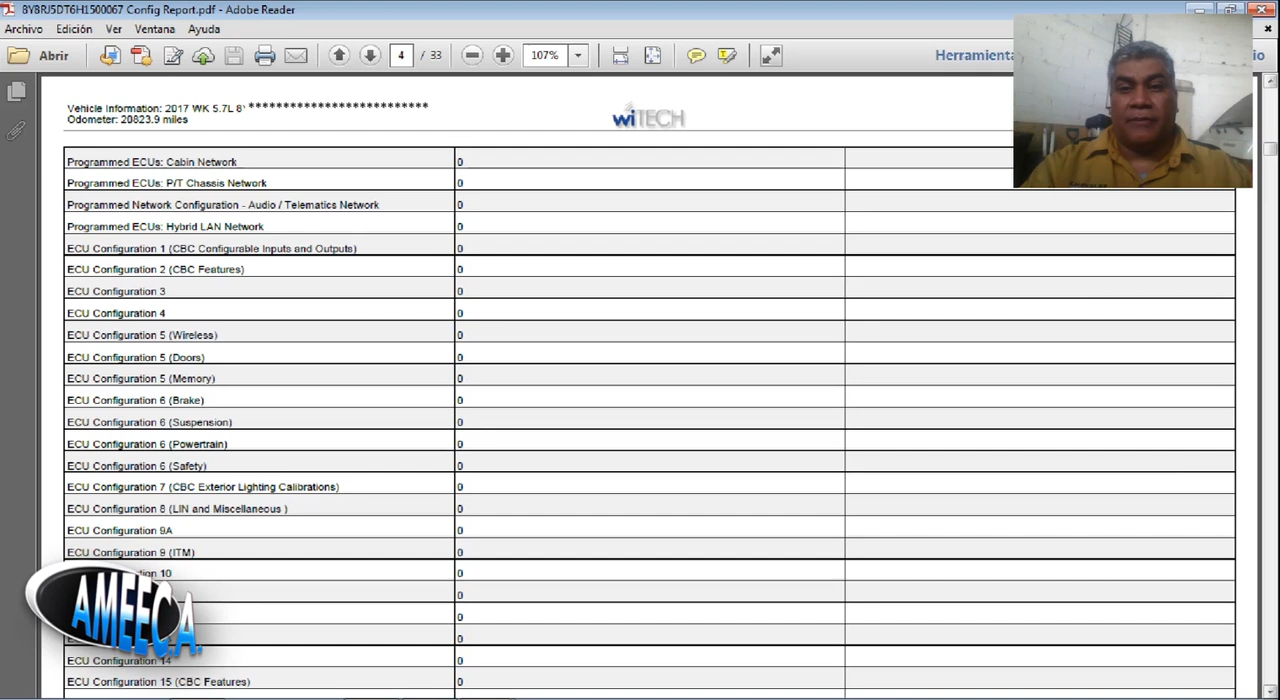 8Y8RJ5DT6H1500067 Config Report.pdf - Adobe Reader
Archivo Edición Ver Ventana Ayuda
Abrir 4 / 33 107% Herramienta
Vehicle Information: 2017 WK 5.7L 8 **************************
Odometer: 20823.9 miles
wiTECH
Programmed ECUs: Cabin Network 0
Programmed ECUs: P/T Chassis Network 0
Programmed Network Configuration - Audio / Telematics Network 0
Programmed ECUs: Hybrid LAN Network 0
ECU Configuration 1 (CBC Configurable Inputs and Outputs) 0
ECU Configuration 2 (CBC Features) 0
ECU Configuration 3 0
ECU Configuration 4 0
ECU Configuration 5 (Wireless) 0
ECU Configuration 5 (Doors) 0
ECU Configuration 5 (Memory) 0
ECU Configuration 6 (Brake) 0
ECU Configuration 6 (Suspension) 0
ECU Configuration 6 (Powertrain) 0
ECU Configuration 6 (Safety) 0
ECU Configuration 7 (CBC Exterior Lighting Calibrations) 0
ECU Configuration 8 (LIN and Miscellaneous ) 0
ECU Configuration 9A 0
ECU Configuration 9 (ITM) 0
10 0
0
0
0
ECU Configuration 14 0
ECU Configuration 15 (CBC Features) 0
AMEECA.